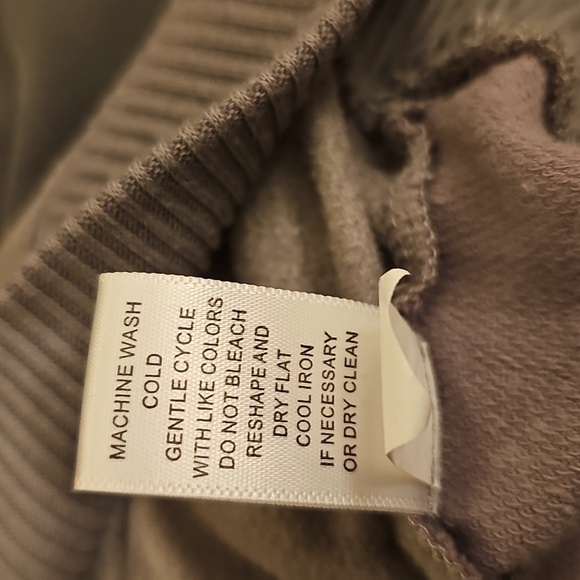 MACHINE WASH
COLD
GENTLE CYCLE
WITH LIKE COLORS
DO NOT BLEACH
RESHAPE AND
DRY FLAT
COOL IRON
IF NECESSARY
OR DRY CLEAN